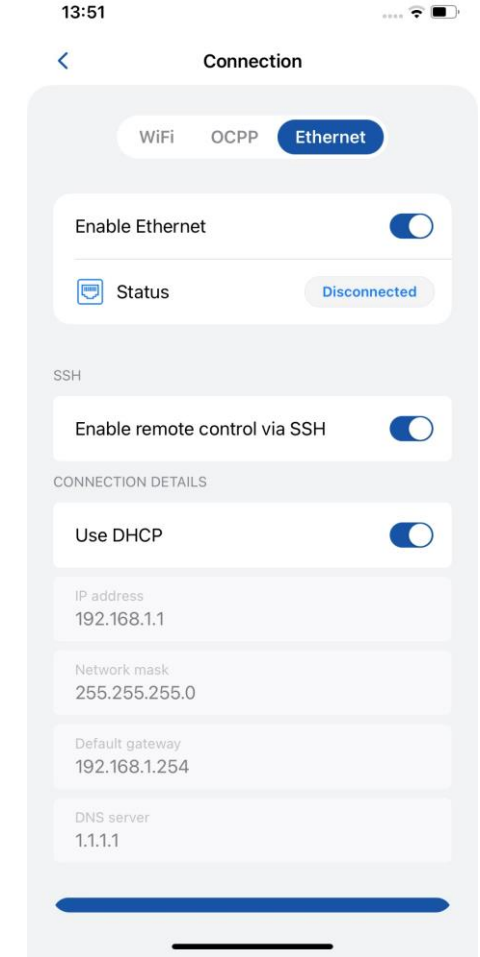 13:51
Connection
WiFi OCPP Ethernet
Enable Ethernet
Status Disconnected
SSH
Enable remote control via SSH
CONNECTION DETAILS
Use DHCP
IP address
192.168.1.1
Network mask
255.255.255.0
Default gateway
192.168.1.254
DNS server
1.1.1.1